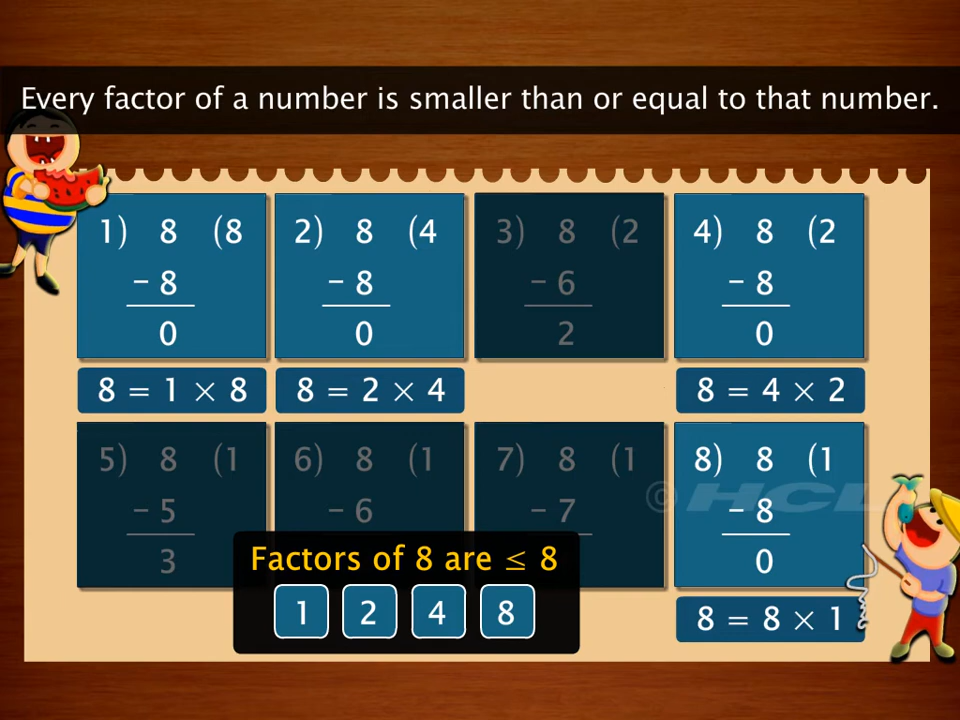 Every factor of a number is smaller than or equal to that number.
1) 8 (8
− 8
0
8 = 1 × 8
2) 8 (4
− 8
0
8 = 2 × 4
3) 8 (2
− 6
2
4) 8 (2
− 8
0
8 = 4 × 2
5) 8 (1
− 5
3
6) 8 (1
− 6
7) 8 (1
− 7
8) 8 (1
− 8
0
8 = 8 × 1
Factors of 8 are ≤ 8
1 2 4 8